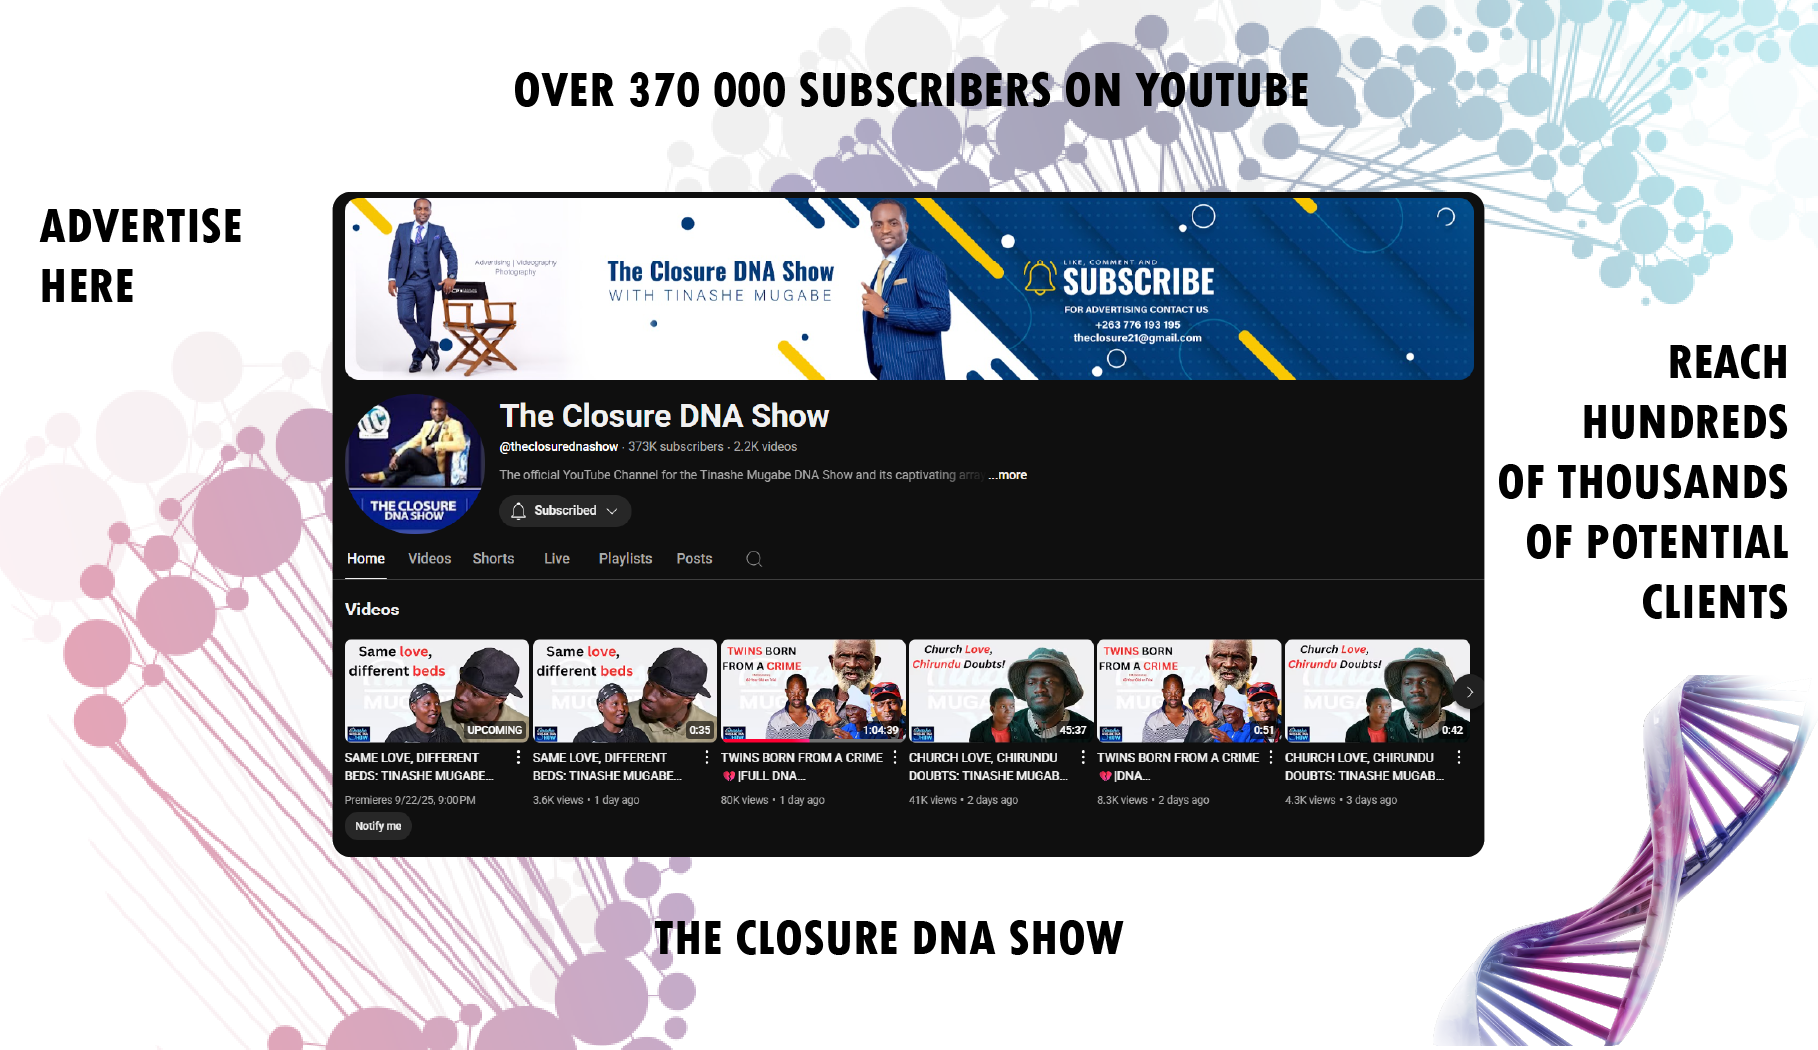 OVER 370 000 SUBSCRIBERS ON YOUTUBE
ADVERTISE
HERE
REACH
HUNDREDS
OF THOUSANDS
OF POTENTIAL
CLIENTS
Advertising | Videography
Photography
The Closure DNA Show
WITH TINASHE MUGABE
LIKE, COMMENT AND
SUBSCRIBE
FOR ADVERTISING CONTACT US
+263 776 193 195
theclosure21@gmail.com
THE CLOSURE
DNA SHOW
The Closure DNA Show
@theclosurednashow · 373K subscribers · 2.2K videos
The official YouTube Channel for the Tinashe Mugabe DNA Show and its captivating array ...more
Subscribed
Home Videos Shorts Live Playlists Posts
Videos
Same love,
different beds
UPCOMING
SAME LOVE, DIFFERENT
BEDS: TINASHE MUGABE...
Premieres 9/22/25, 9:00 PM
Notify me
Same love,
different beds
0:35
SAME LOVE, DIFFERENT
BEDS: TINASHE MUGABE...
3.6K views • 1 day ago
TWINS BORN
FROM A CRIME
1:04:39
TWINS BORN FROM A CRIME
💔|FULL DNA...
80K views • 1 day ago
Church Love,
Chirundu Doubts!
45:37
CHURCH LOVE, CHIRUNDU
DOUBTS: TINASHE MUGAB...
41K views • 2 days ago
TWINS BORN
FROM A CRIME
0:51
TWINS BORN FROM A CRIME
💔|DNA...
8.3K views • 2 days ago
Church Love,
Chirundu Doubts!
0:42
CHURCH LOVE, CHIRUNDU
DOUBTS: TINASHE MUGAB...
4.3K views • 3 days ago
THE CLOSURE DNA SHOW